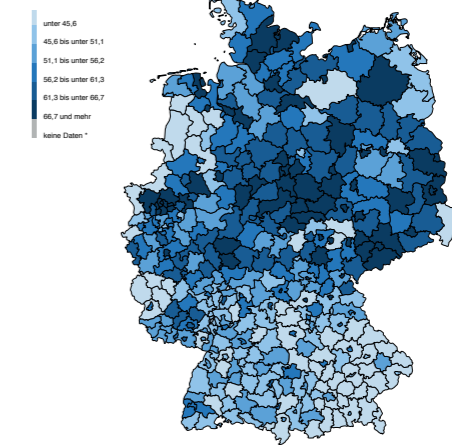 unter 45,6
45,6 bis unter 51,1
51,1 bis unter 56,2
56,2 bis unter 61,3
61,3 bis unter 66,7
66,7 und mehr
keine Daten *